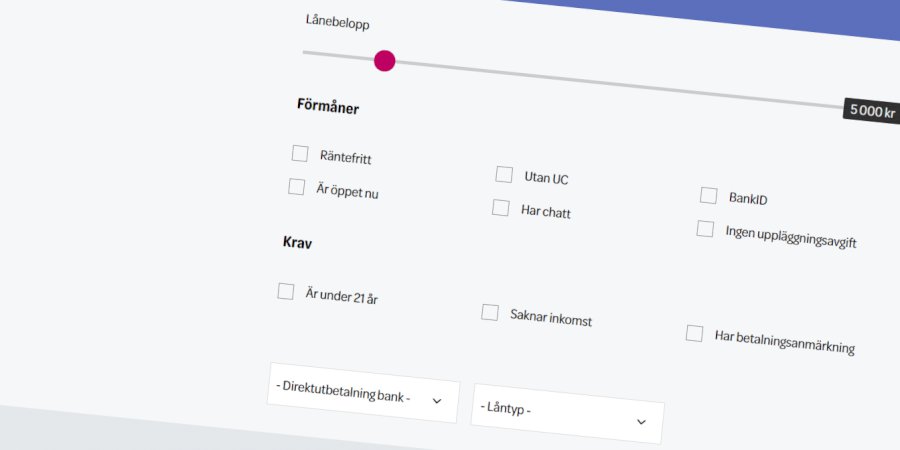 Lånebelopp
5 000 kr
Förmåner
Räntefritt
Utan UC
BankID
Är öppet nu
Har chatt
Ingen uppläggningsavgift
Krav
Är under 21 år
Saknar inkomst
Har betalningsanmärkning
- Direktutbetalning bank -
- Låntyp -